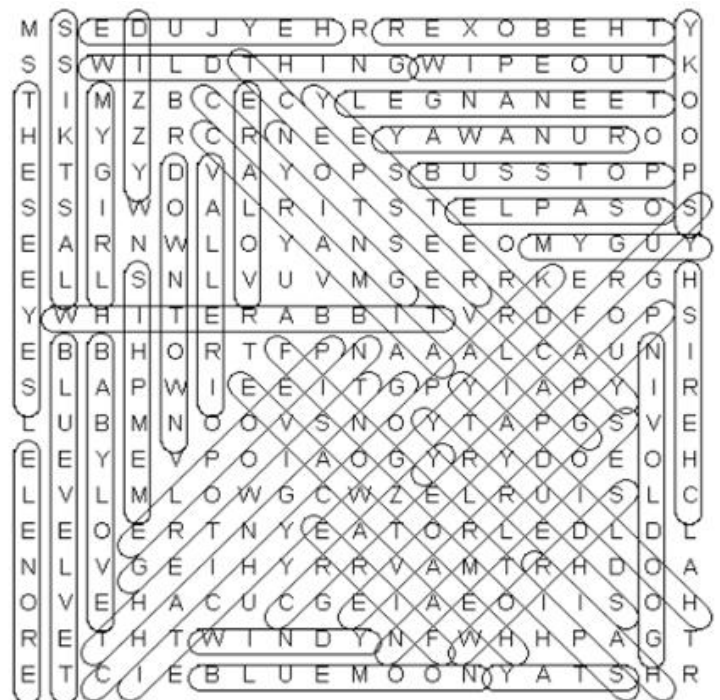 M S E D U J Y E H R R E X O B E H T Y
S S W I L D T H I N G W I P E O U T K
T I M Z B C E C Y L E G N A N E E T O
H K Y Z R C R N E E Y A W A N U R O O
E T G Y D V A Y O P S B U S S T O P P
S S I W O A L R I T S T E L P A S O S
E A R N W L O Y A N S E E O M Y G U Y
E L L S N L V U V M G E R R K E R G H
Y W H I T E R A B B I T V R D F O P S
E B B H O R T F P N A A A L C A U N I
S L A P W I E E I T G P Y I A P Y I R
L U B M N O O V S N O Y T A P G S V E
E E Y E V P O I A O G Y R Y D O E O H
L V L M L O W G C W Z E L R U I S L C
E E O E R T N Y E A T O R L E D L D L
N L V G E I H Y R R V A M T R H D O A
O V E H A C U C G E I A E O I I S O H
R E T H T W I N D Y N F W H H P A G T
E T C I E B L U E M O O N Y A T S H R